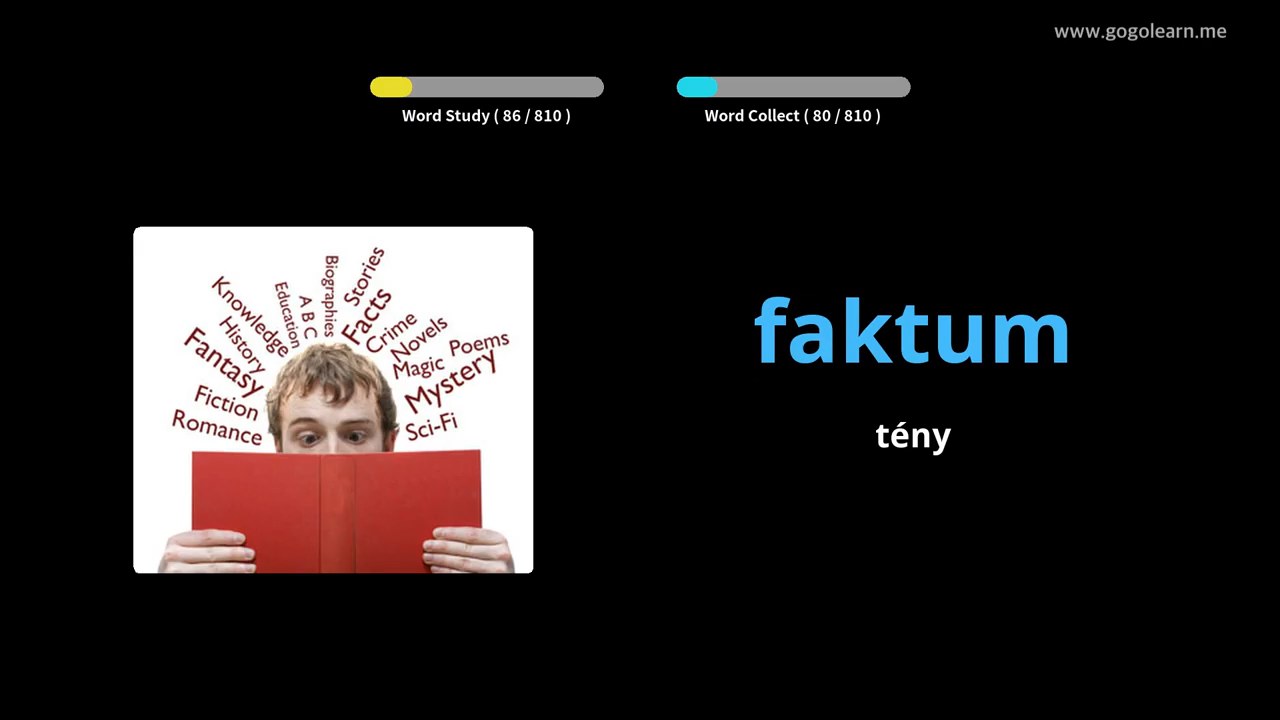 www.gogolearn.me
Word Study ( 86 / 810 )
Word Collect ( 80 / 810 )
Knowledge
Education
A B C
Biographies
Stories
Facts
Crime
Novels
Poems
History
Magic
Fantasy
Mystery
Fiction
Sci-Fi
Romance
faktum
tény